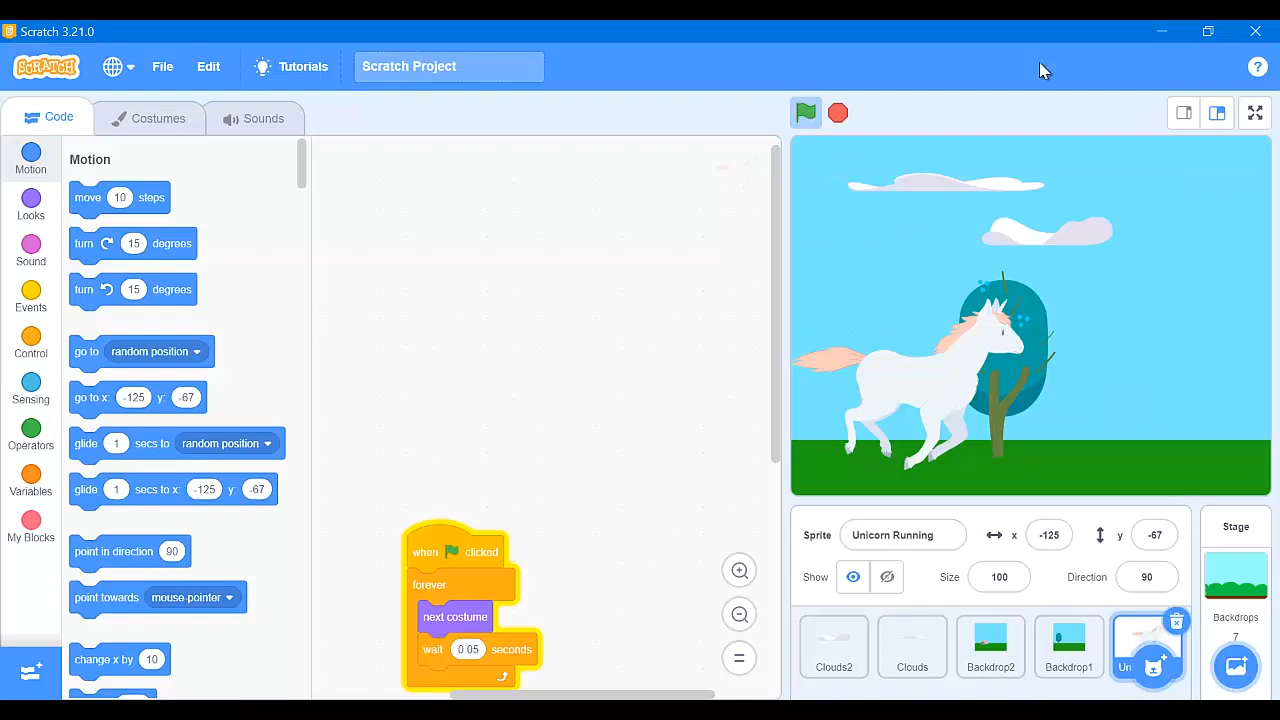 Scratch 3.21.0
SCRATCH File Edit Tutorials Scratch Project ?
Code Costumes Sounds
Motion
Looks
Sound
Events
Control
Sensing
Operators
Variables
My Blocks
Motion
move 10 steps
turn 15 degrees
turn 15 degrees
go to random position
go to x: -125 y: -67
glide 1 secs to random position
glide 1 secs to x: -125 y: -67
point in direction 90
point towards mouse-pointer
change x by 10
when clicked
forever
next costume
wait 0.05 seconds
Sprite Unicorn Running x -125 y -67
Show Size 100 Direction 90
Clouds2 Clouds Backdrop2 Backdrop1 Un
Stage
Backdrops
7